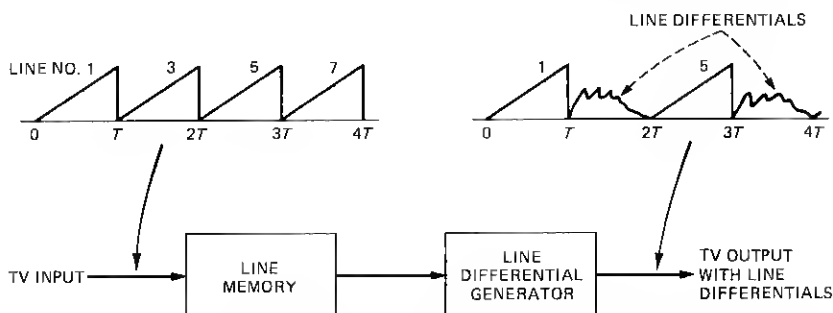 LINE DIFFERENTIALS
LINE NO. 1 3 5 7
1 5
0 T 2T 3T 4T
0 T 2T 3T 4T
TV INPUT
LINE
MEMORY
LINE
DIFFERENTIAL
GENERATOR
TV OUTPUT
WITH LINE
DIFFERENTIALS